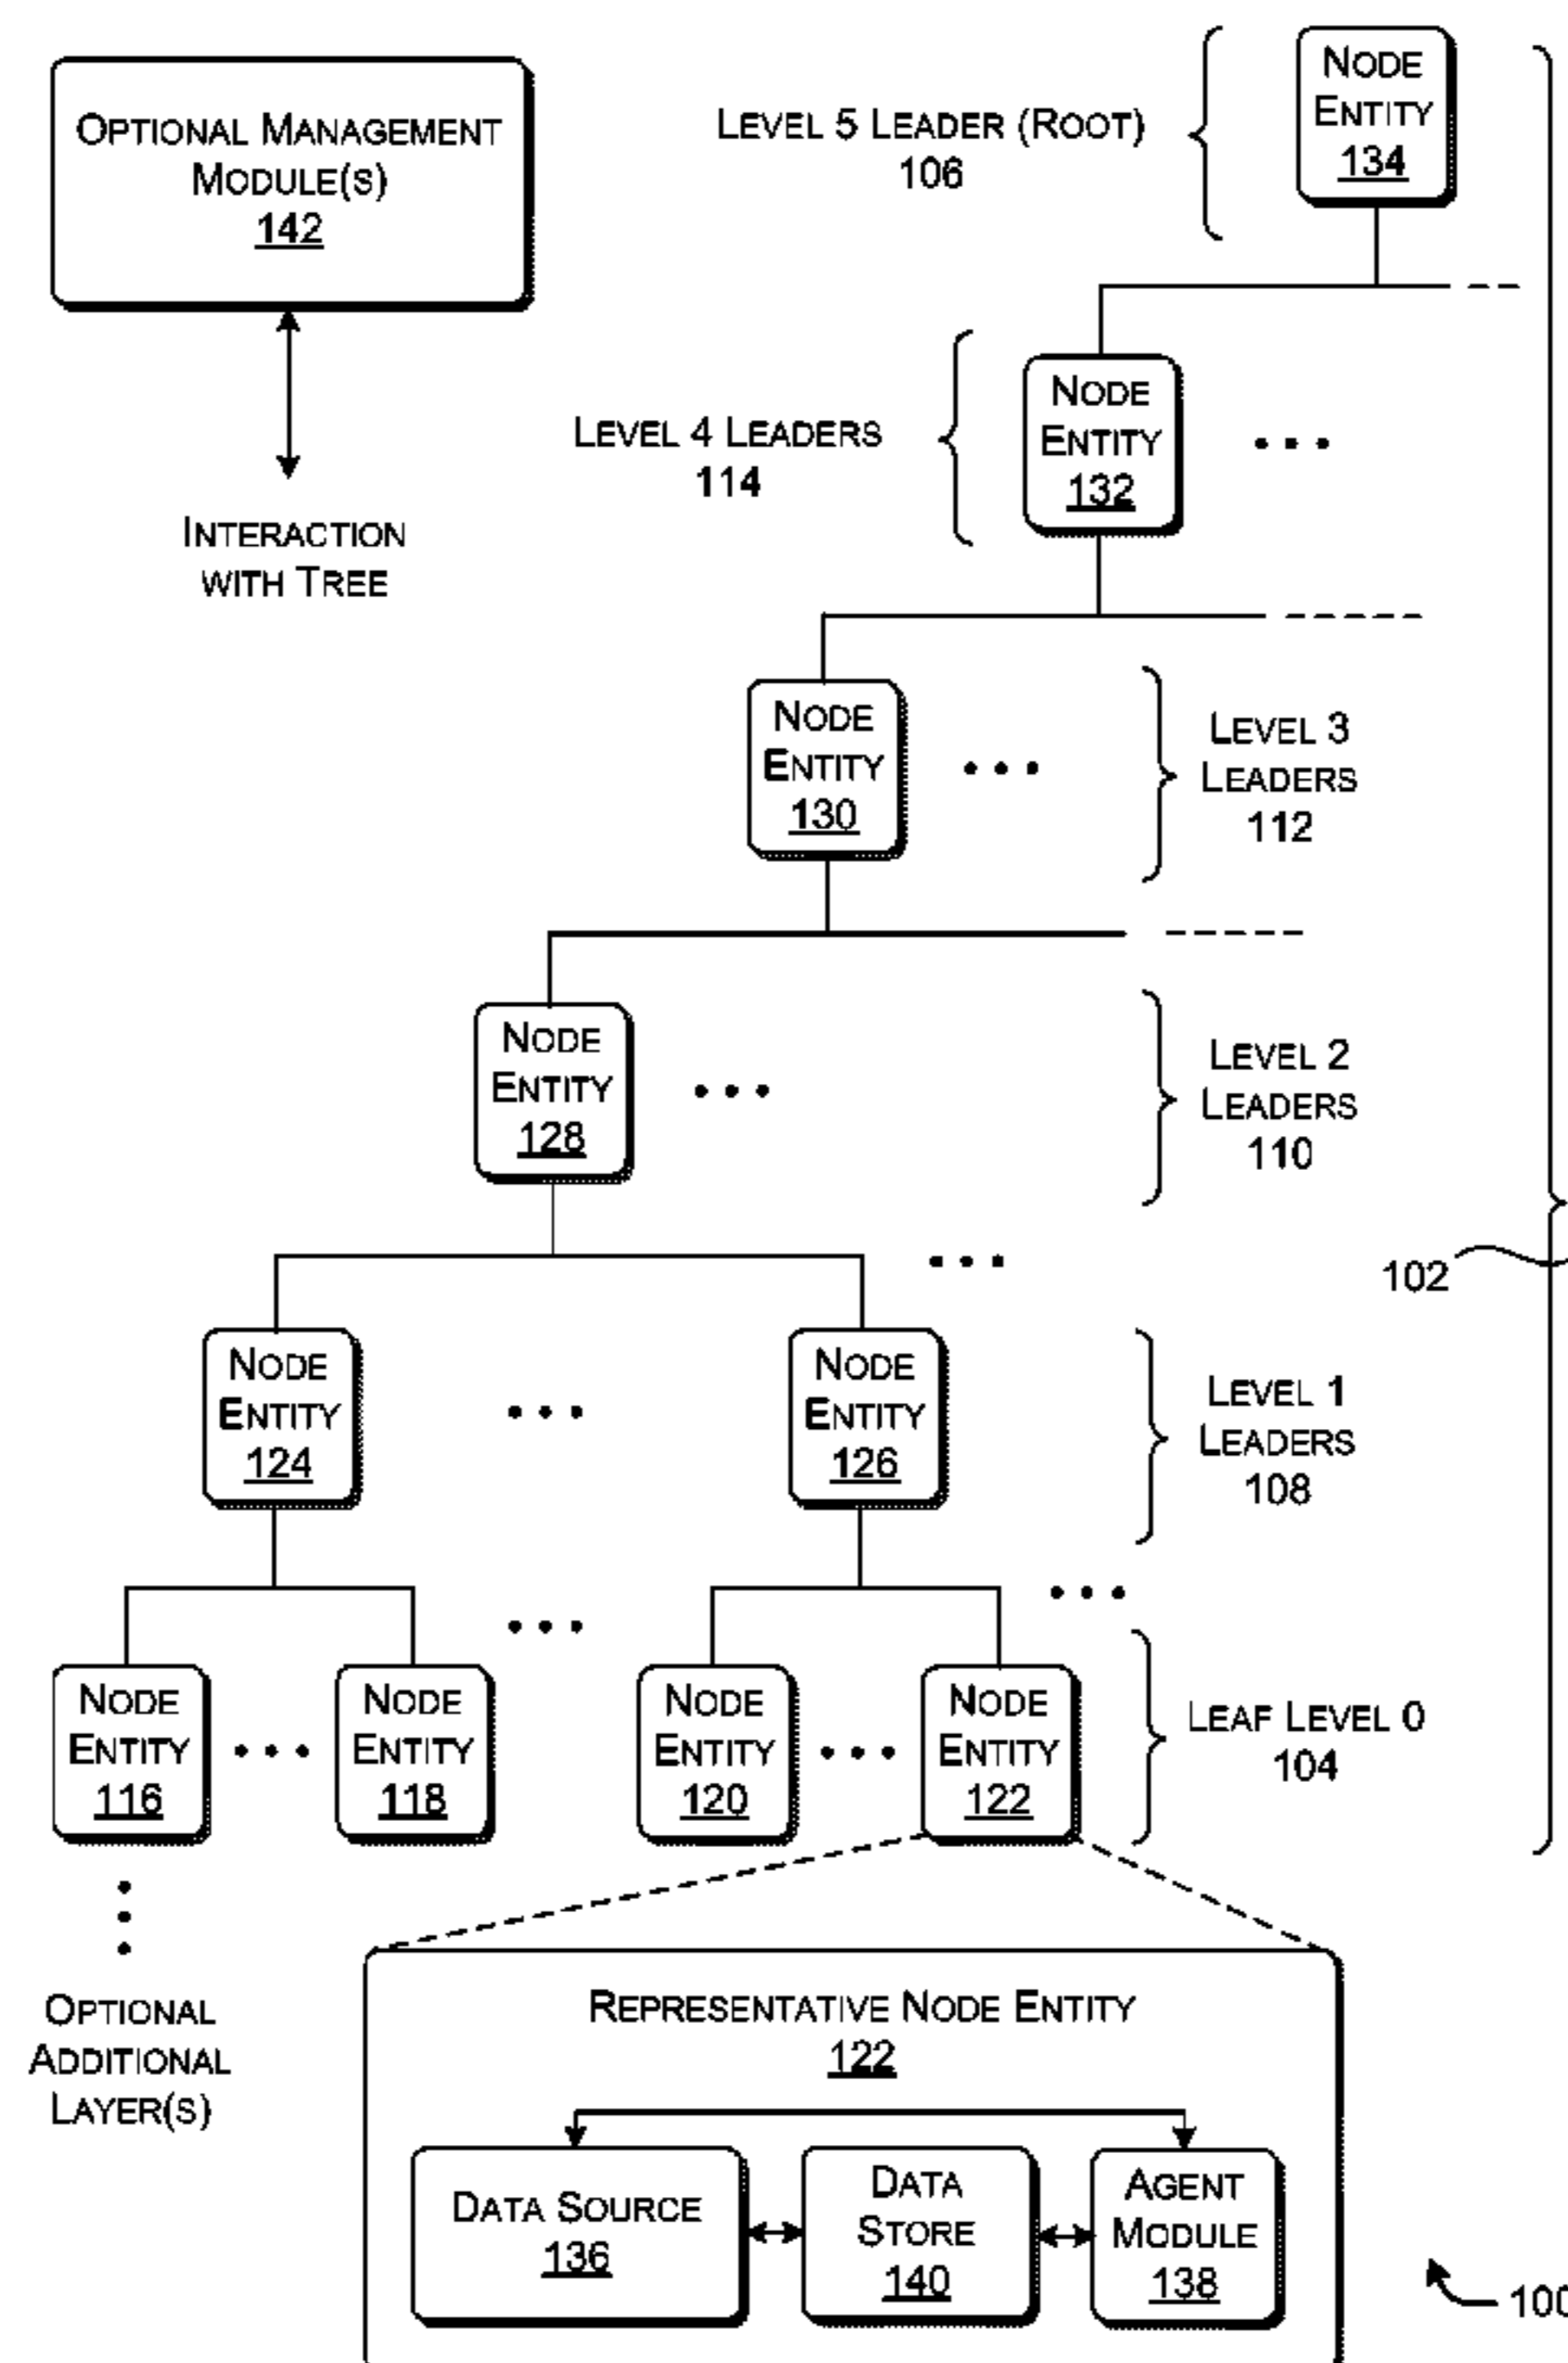 OPTIONAL MANAGEMENT
MODULE(S)
142
INTERACTION
WITH TREE
LEVEL 5 LEADER (ROOT)
106
NODE
ENTITY
134
LEVEL 4 LEADERS
114
NODE
ENTITY
132
NODE
ENTITY
130
LEVEL 3
LEADERS
112
NODE
ENTITY
128
LEVEL 2
LEADERS
110
102
NODE
ENTITY
124
NODE
ENTITY
126
LEVEL 1
LEADERS
108
NODE
ENTITY
116
NODE
ENTITY
118
NODE
ENTITY
120
NODE
ENTITY
122
LEAF LEVEL 0
104
OPTIONAL
ADDITIONAL
LAYER(S)
REPRESENTATIVE NODE ENTITY
122
DATA SOURCE
136
DATA
STORE
140
AGENT
MODULE
138
100